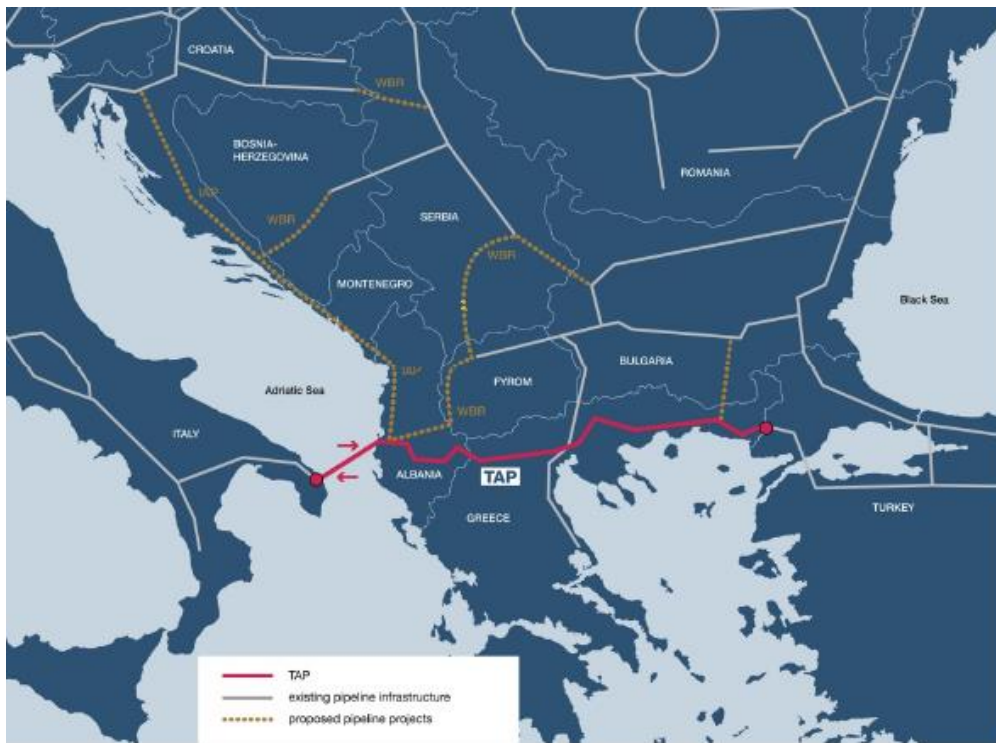 CROATIA
WBR
BOSNIA-
HERZEGOVINA
ROMANIA
IAP
WBR
SERBIA
WBR
MONTENEGRO
Black Sea
BULGARIA
IAP
PYROM
Adriatic Sea
WBR
ITALY
ALBANIA
TAP
TURKEY
GREECE
TAP
existing pipeline infrastructure
proposed pipeline projects